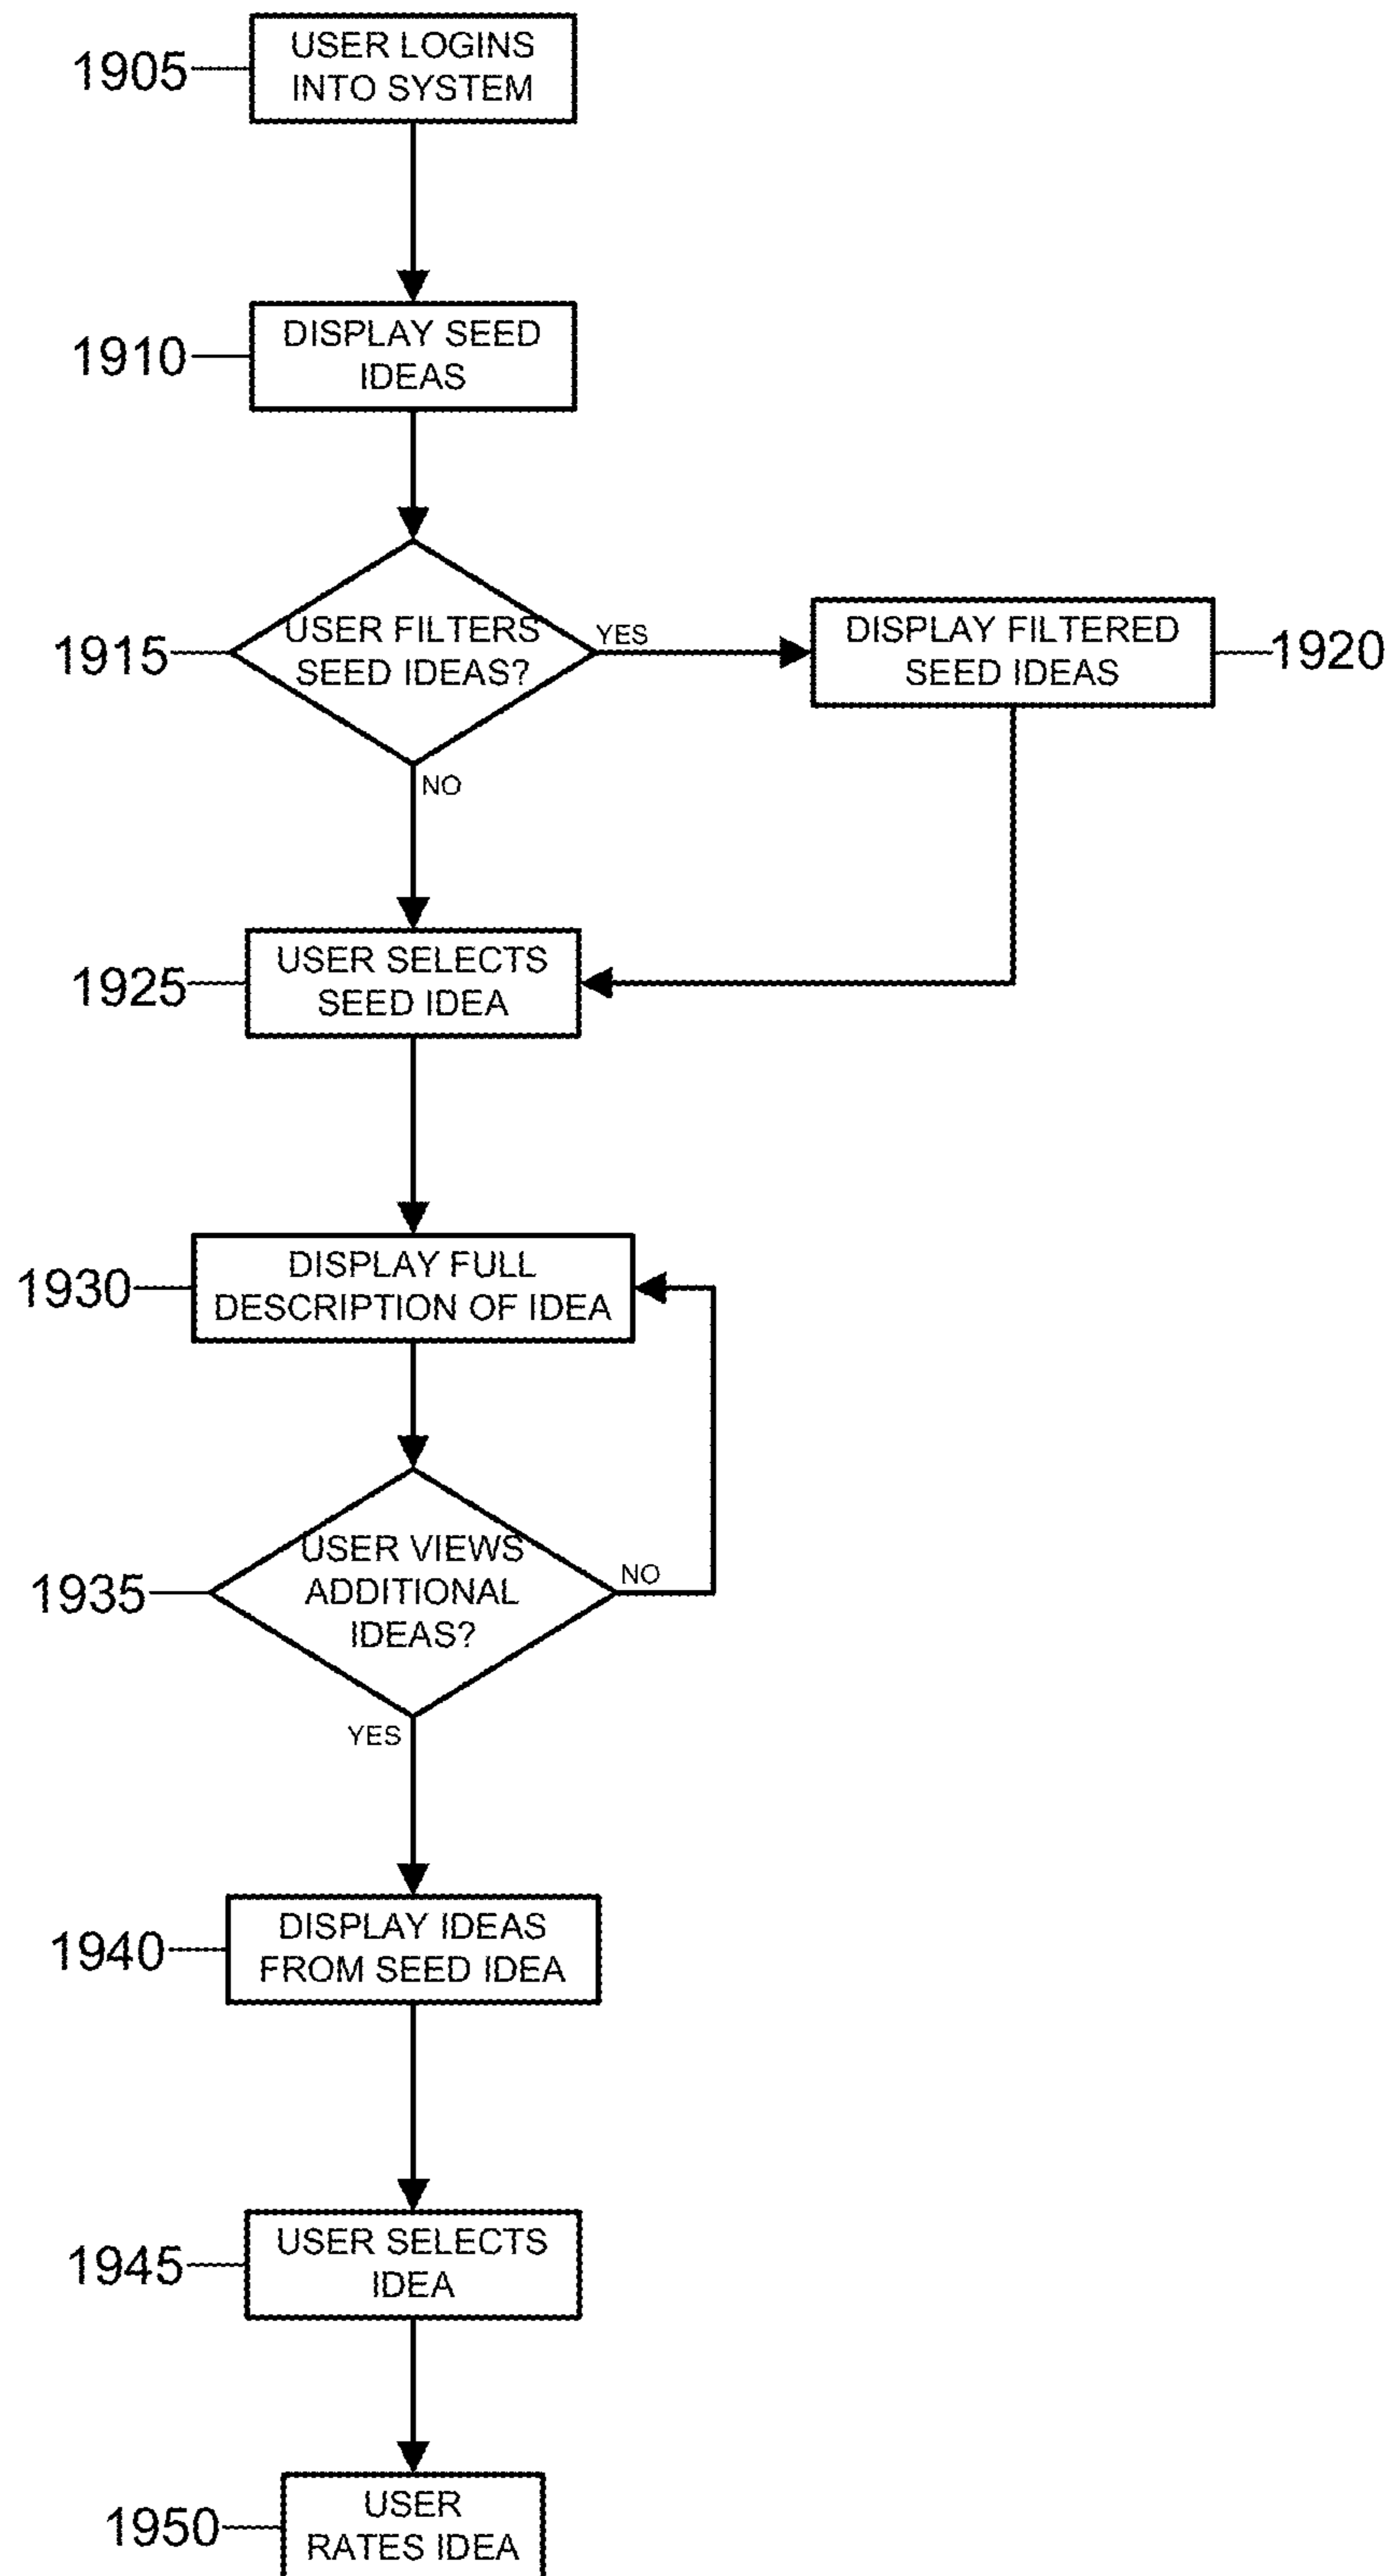 1905
USER LOGINS
INTO SYSTEM
1910
DISPLAY SEED
IDEAS
1915
USER FILTERS
SEED IDEAS?
YES
DISPLAY FILTERED
SEED IDEAS
1920
NO
1925
USER SELECTS
SEED IDEA
1930
DISPLAY FULL
DESCRIPTION OF IDEA
1935
USER VIEWS
ADDITIONAL
IDEAS?
NO
YES
1940
DISPLAY IDEAS
FROM SEED IDEA
1945
USER SELECTS
IDEA
1950
USER
RATES IDEA